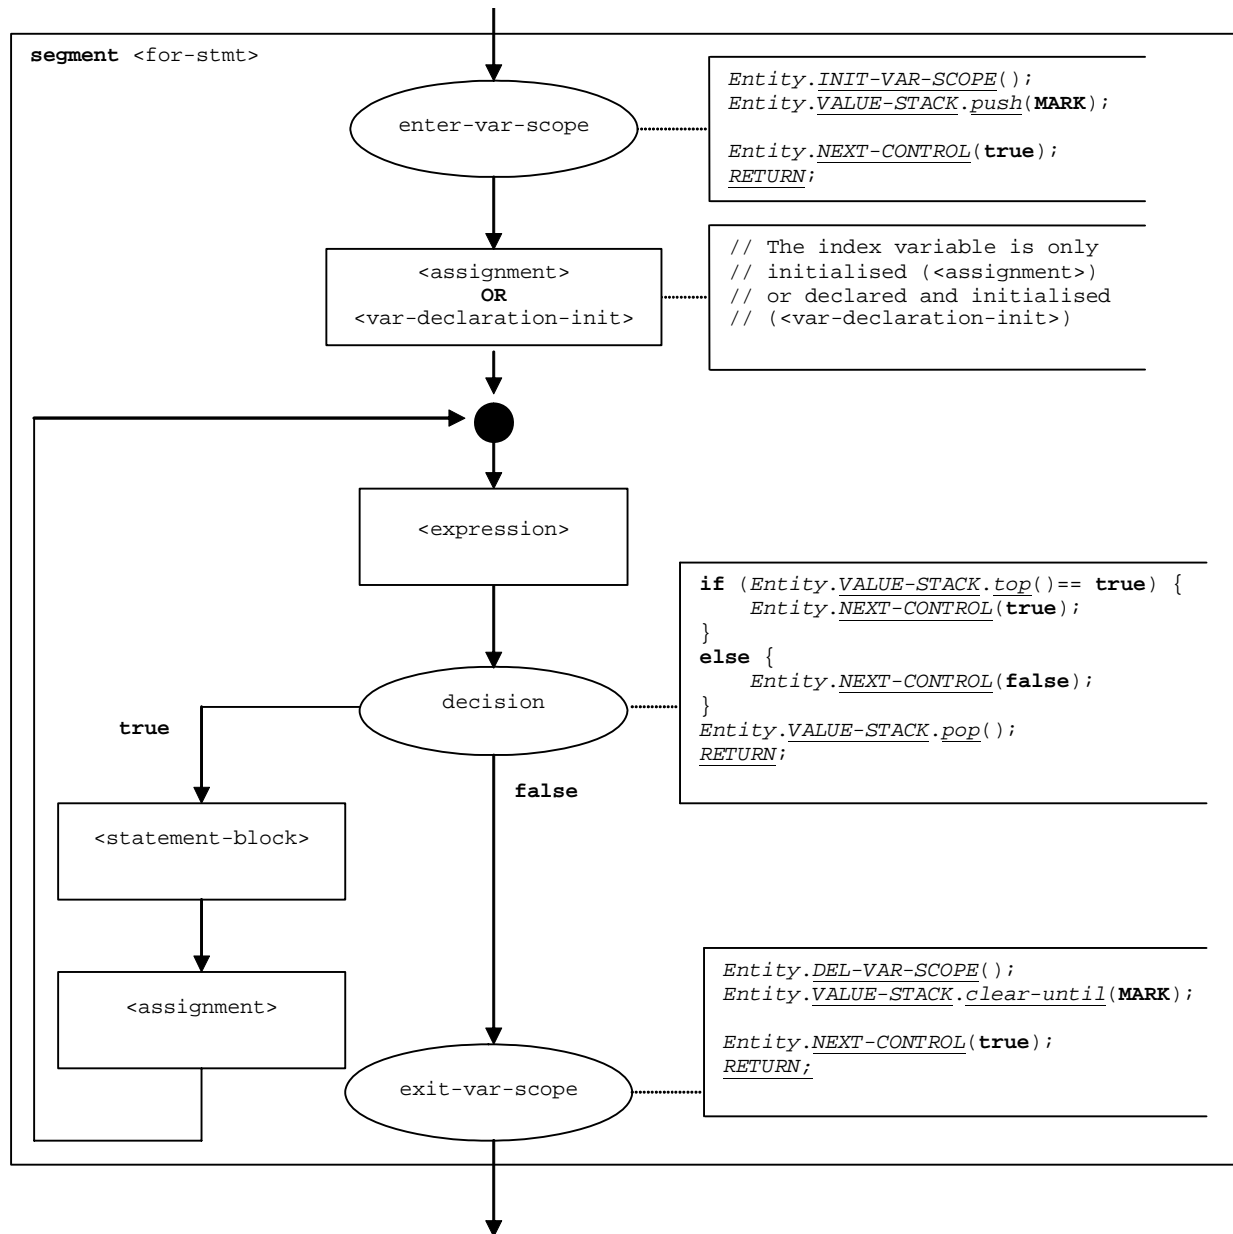 segment <for-stmt>
enter-var-scope
Entity.INIT-VAR-SCOPE();
Entity.VALUE-STACK.push(MARK);
Entity.NEXT-CONTROL(true);
RETURN;
<assignment>
OR
<var-declaration-init>
// The index variable is only
// initialised (<assignment>)
// or declared and initialised
// (<var-declaration-init>)
<expression>
decision
if (Entity.VALUE-STACK.top()== true) {
Entity.NEXT-CONTROL(true);
}
else {
Entity.NEXT-CONTROL(false);
}
Entity.VALUE-STACK.pop();
RETURN;
true
false
<statement-block>
<assignment>
exit-var-scope
Entity.DEL-VAR-SCOPE();
Entity.VALUE-STACK.clear-until(MARK);
Entity.NEXT-CONTROL(true);
RETURN;